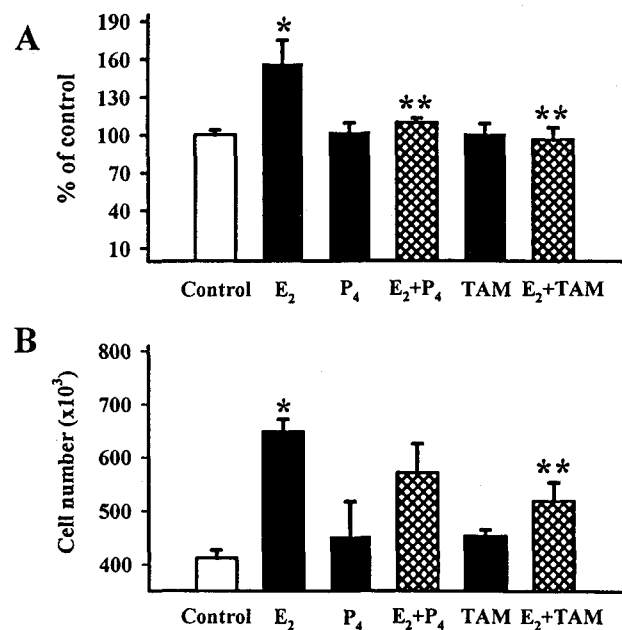 A
% of control
190
160
130
100
70
40
10
*
**
**
Control E₂ P₄ E₂+P₄ TAM E₂+TAM
B
Cell number (x10³)
800
700
600
500
400
*
**
Control E₂ P₄ E₂+P₄ TAM E₂+TAM